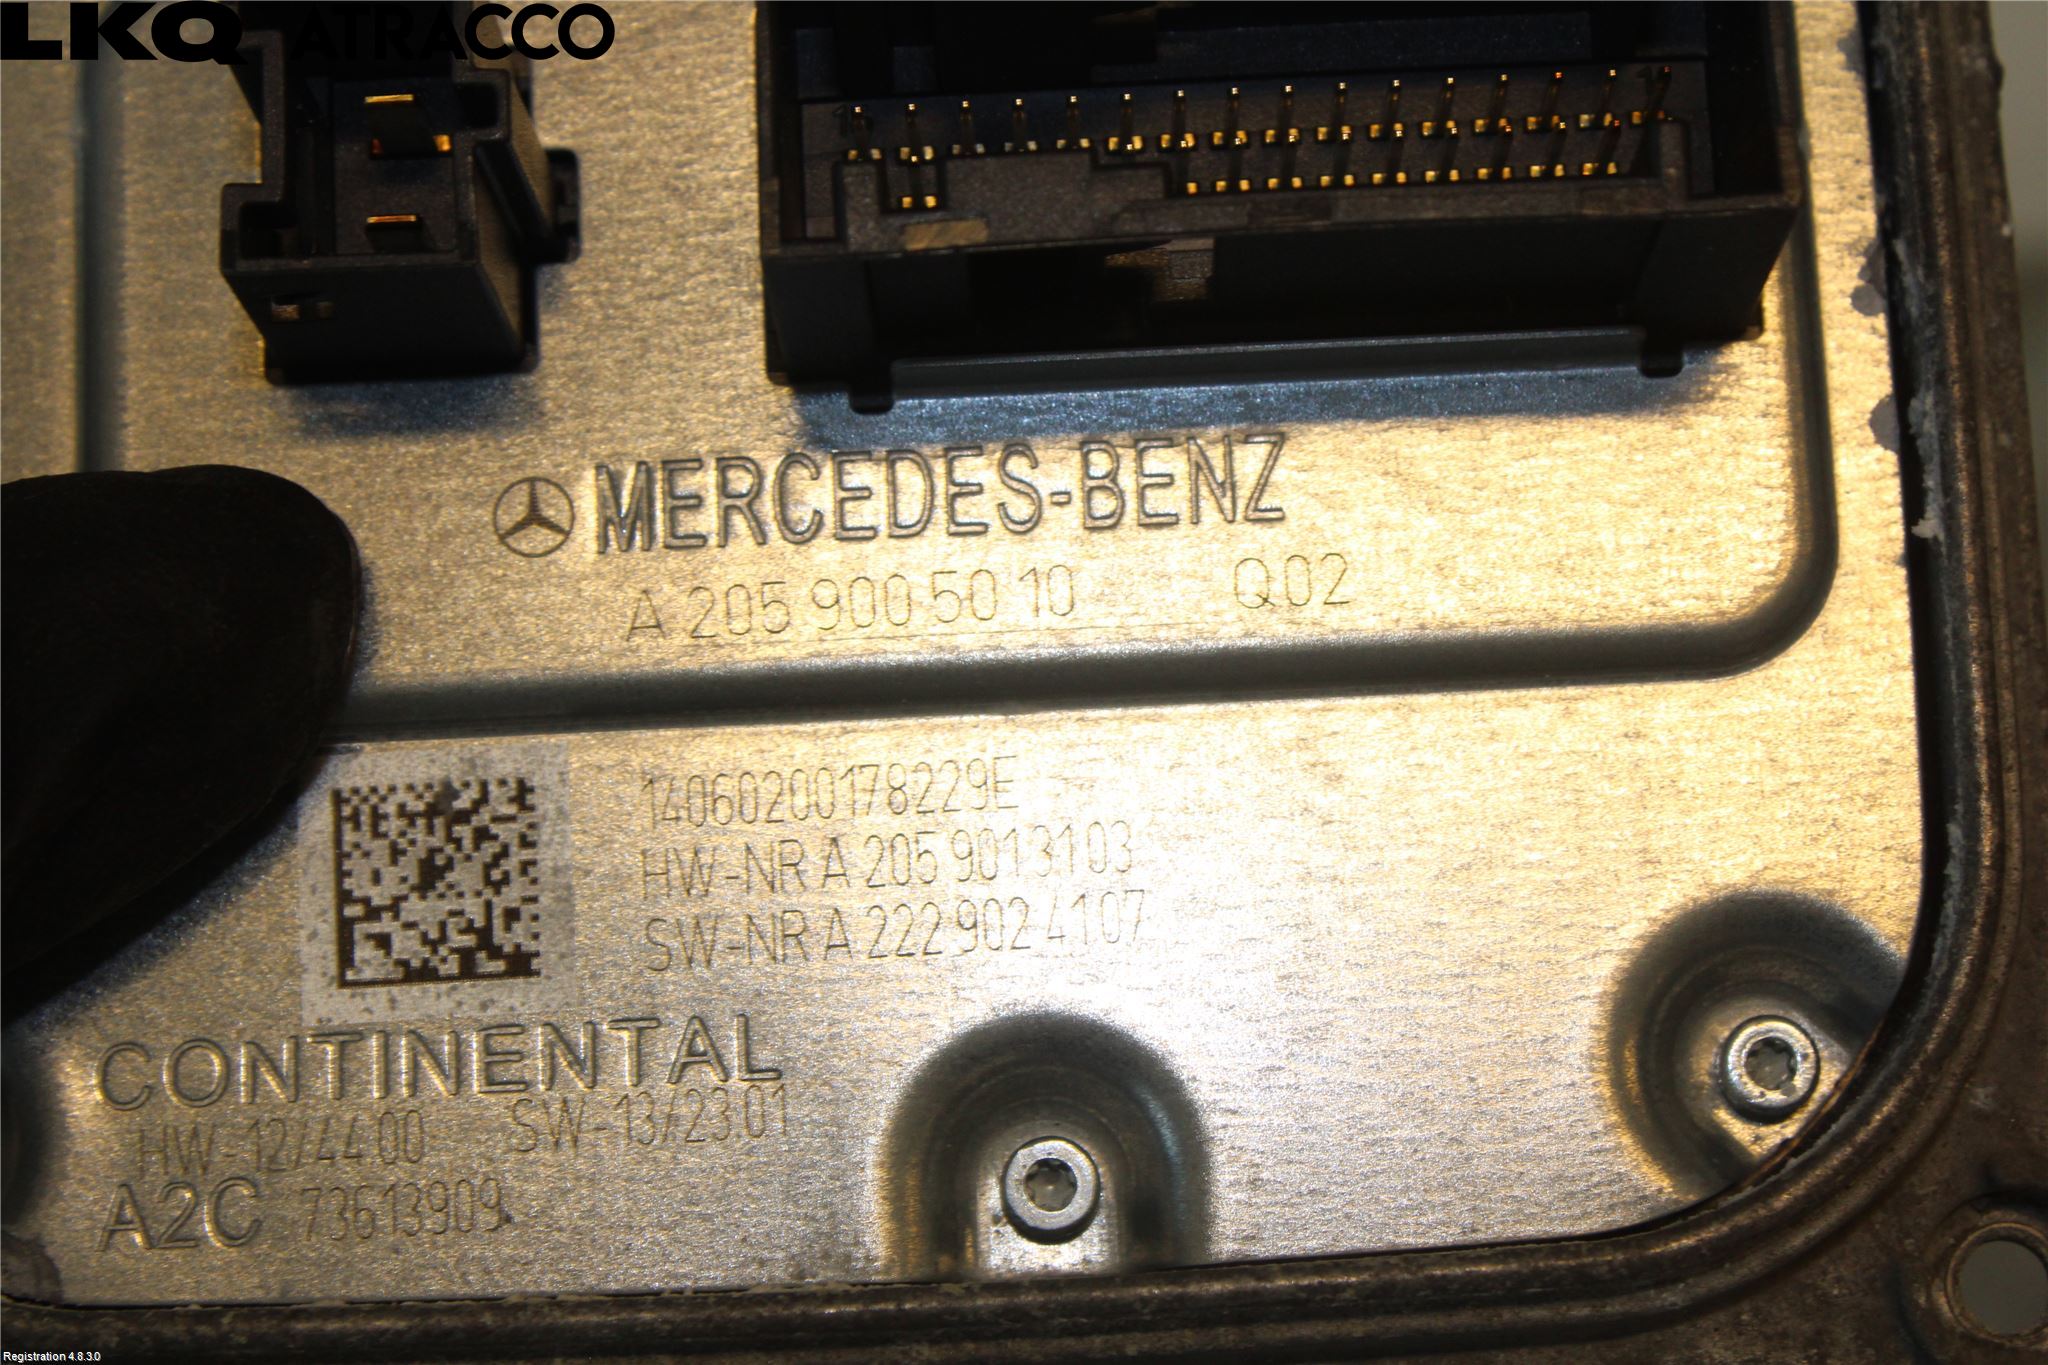 LKQ ATRACCO
MERCEDES-BENZ
A 205 900 50 10 Q02
14060200178229E
HW-NR A 205 901 31 03
SW-NR A 222 902 41 07
CONTINENTAL
HW-12/44 00 SW-13/23 01
A2C 73613909
Registration 4.8.3.0